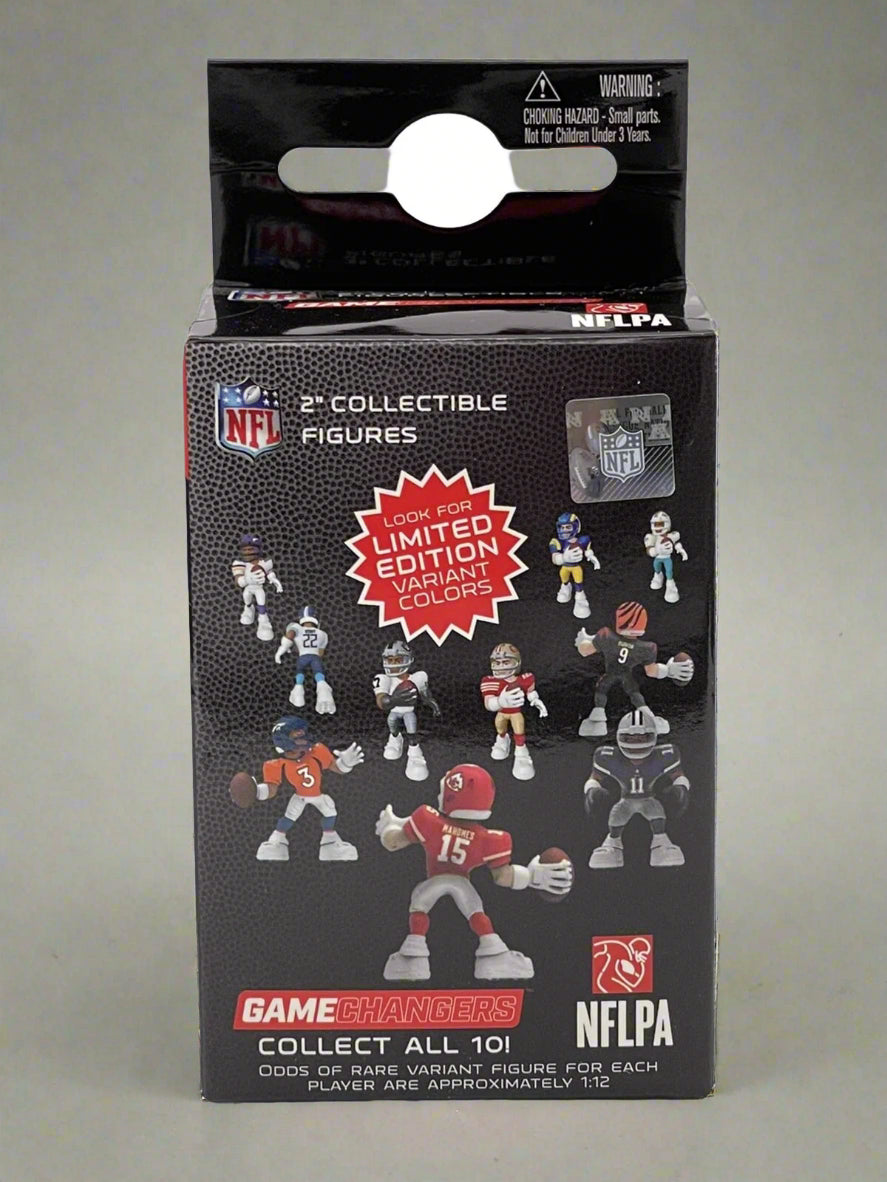 WARNING :
CHOKING HAZARD - Small parts.
Not for Children Under 3 Years.
NFL
GAMECHANGERS
NFLPA
NFL
2" COLLECTIBLE
FIGURES
NFL
LOOK FOR
LIMITED
EDITION
VARIANT
COLORS
22
9
3
11
MAHOMES
15
GAMECHANGERS
NFLPA
COLLECT ALL 10!
ODDS OF RARE VARIANT FIGURE FOR EACH
PLAYER ARE APPROXIMATELY 1:12